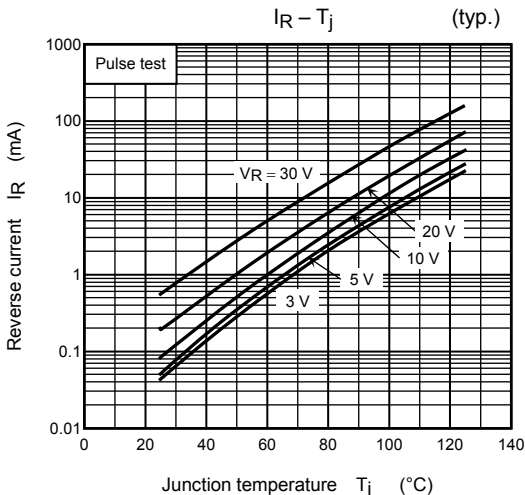 IR – Tj (typ.)
1000
100
10
1
0.1
0.01
Reverse current IR (mA)
Pulse test
VR = 30 V
20 V
10 V
5 V
3 V
0 20 40 60 80 100 120 140
Junction temperature Tj (°C)